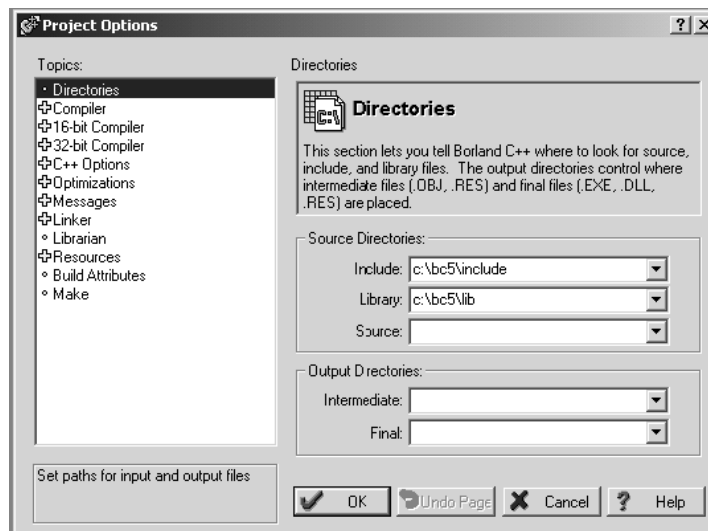 Project Options
Topics:
Directories
Compiler
16-bit Compiler
32-bit Compiler
C++ Options
Optimizations
Messages
Linker
Librarian
Resources
Build Attributes
Make
Set paths for input and output files
Directories
C:\
Directories
This section lets you tell Borland C++ where to look for source,
include, and library files. The output directories control where
intermediate files (.OBJ, .RES) and final files (.EXE, .DLL,
.RES) are placed.
Source Directories:
Include: c:\bc5\include
Library: c:\bc5\lib
Source:
Output Directories:
Intermediate:
Final:
OK Undo Page Cancel ? Help